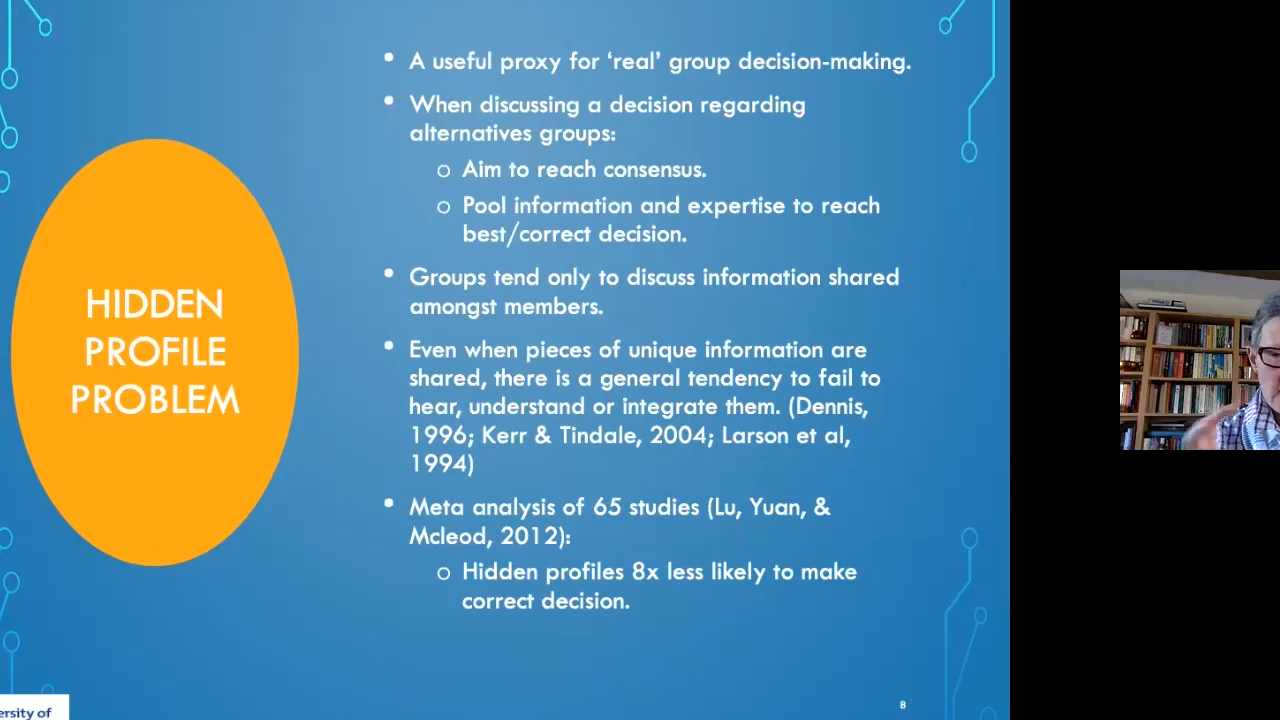 HIDDEN
PROFILE
PROBLEM
• A useful proxy for ‘real’ group decision-making.
• When discussing a decision regarding
alternatives groups:
o Aim to reach consensus.
o Pool information and expertise to reach
best/correct decision.
• Groups tend only to discuss information shared
amongst members.
• Even when pieces of unique information are
shared, there is a general tendency to fail to
hear, understand or integrate them. (Dennis,
1996; Kerr & Tindale, 2004; Larson et al,
1994)
• Meta analysis of 65 studies (Lu, Yuan, &
Mcleod, 2012):
o Hidden profiles 8x less likely to make
correct decision.
ersity of
8